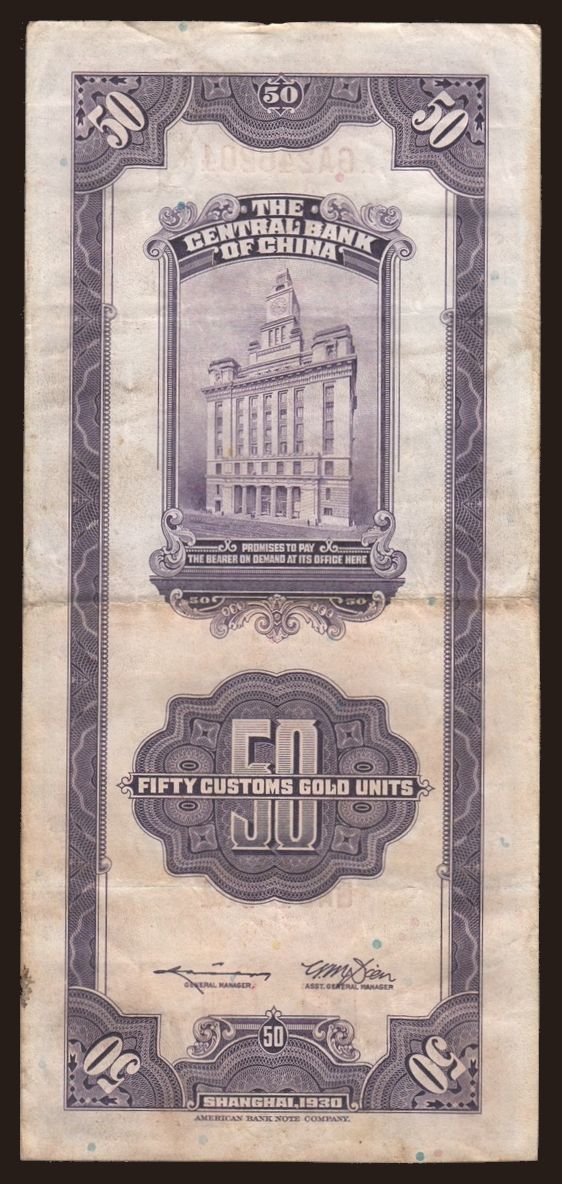 50
50
50
THE
CENTRAL BANK
OF CHINA
PROMISES TO PAY
THE BEARER ON DEMAND AT ITS OFFICE HERE
50 50
50
FIFTY CUSTOMS GOLD UNITS
GENERAL MANAGER.
ASST. GENERAL MANAGER
50
50
50
SHANGHAI.1930
AMERICAN BANK NOTE COMPANY.